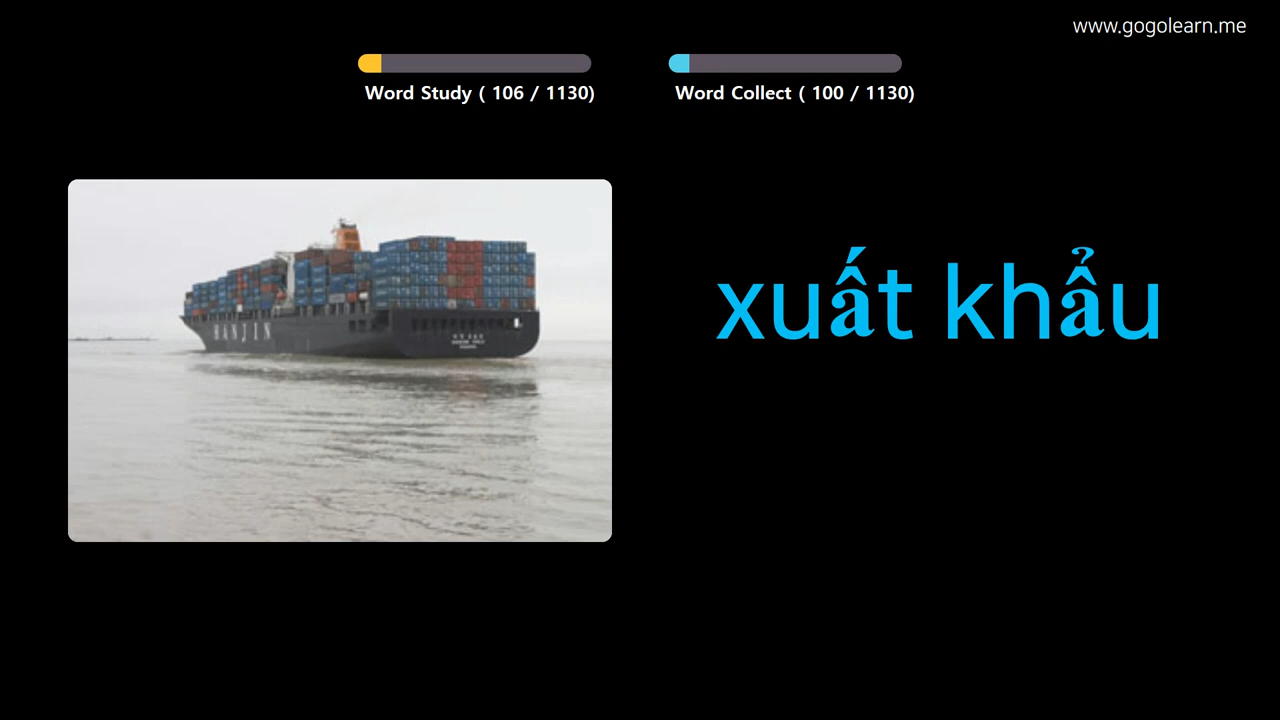 www.gogolearn.me
Word Study ( 106 / 1130)
Word Collect ( 100 / 1130)
HANJIN
xuất khẩu